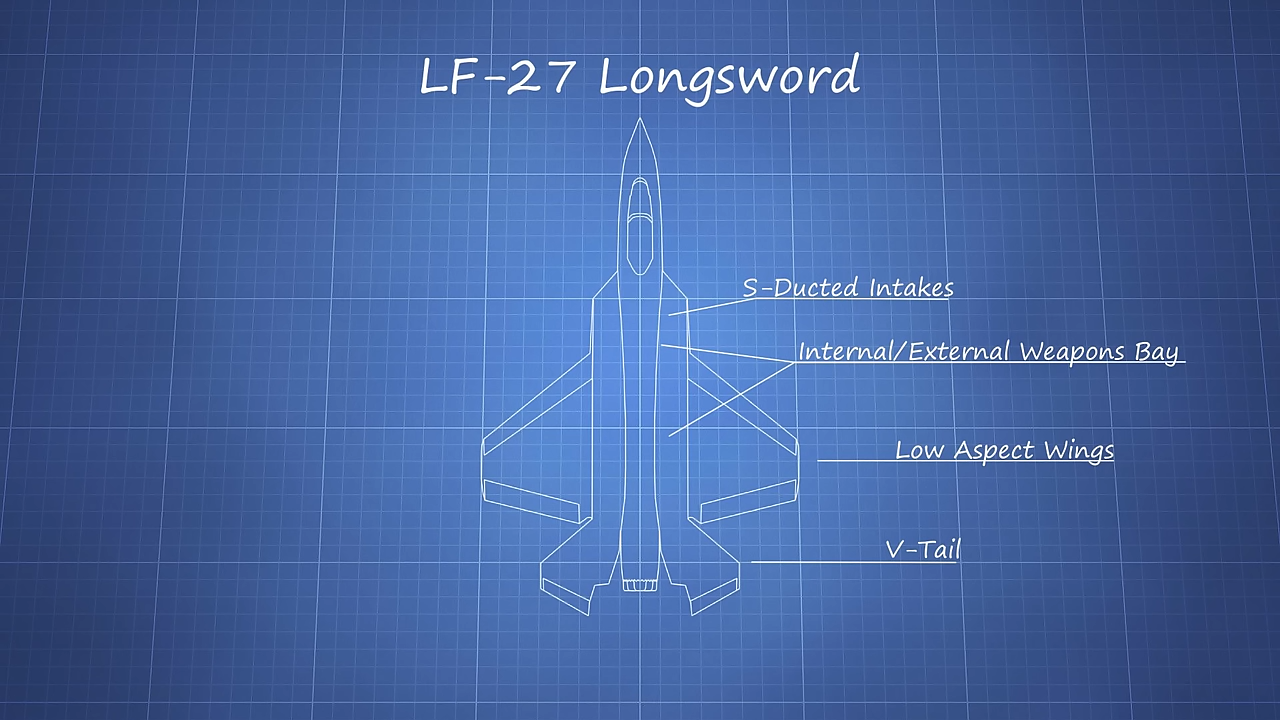 LF-27 Longsword
S-Ducted Intakes
Internal/External Weapons Bay
Low Aspect Wings
V-Tail